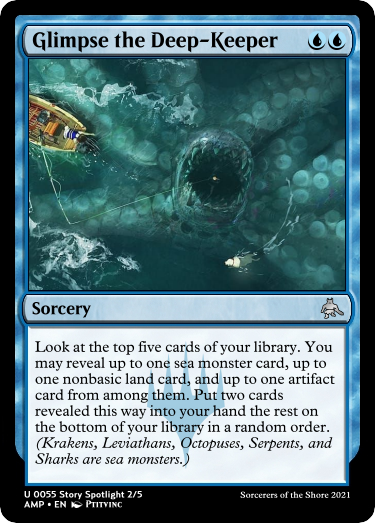 Glimpse the Deep-Keeper
Sorcery
Look at the top five cards of your library. You
may reveal up to one sea monster card, up to
one nonbasic land card, and up to one artifact
card from among them. Put two cards
revealed this way into your hand the rest on
the bottom of your library in a random order.
(Krakens, Leviathans, Octopuses, Serpents, and
Sharks are sea monsters.)
U 0055 Story Spotlight 2/5
AMP • EN Ptitvinc
Sorcerers of the Shore 2021